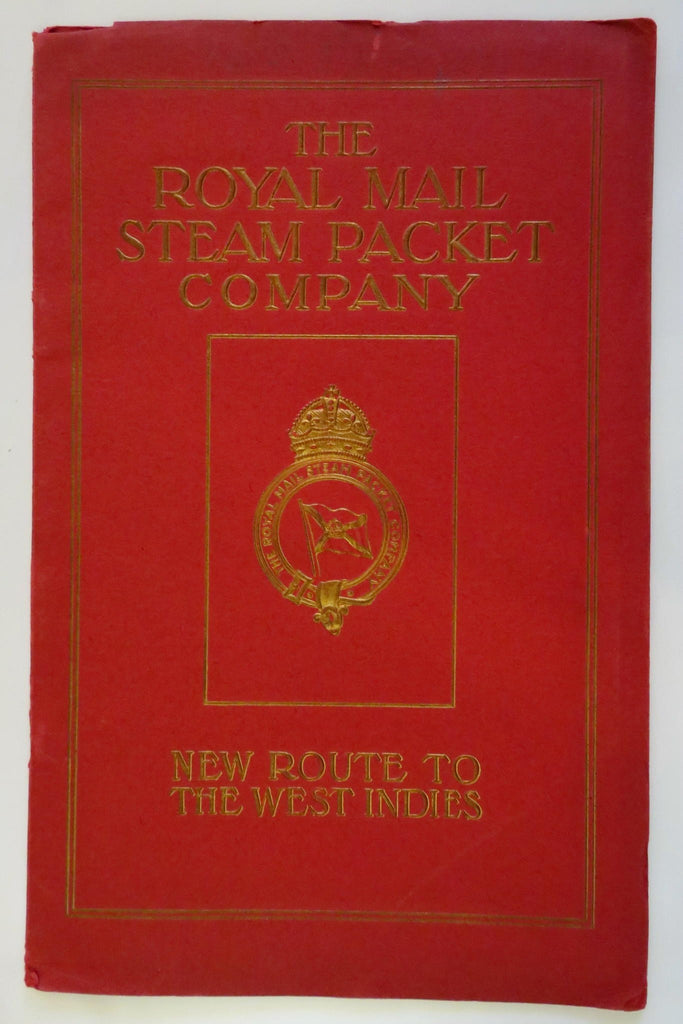 THE
ROYAL MAIL
STEAM PACKET
COMPANY
THE ROYAL MAIL STEAM PACKET COMPANY
NEW ROUTE TO
THE WEST INDIES